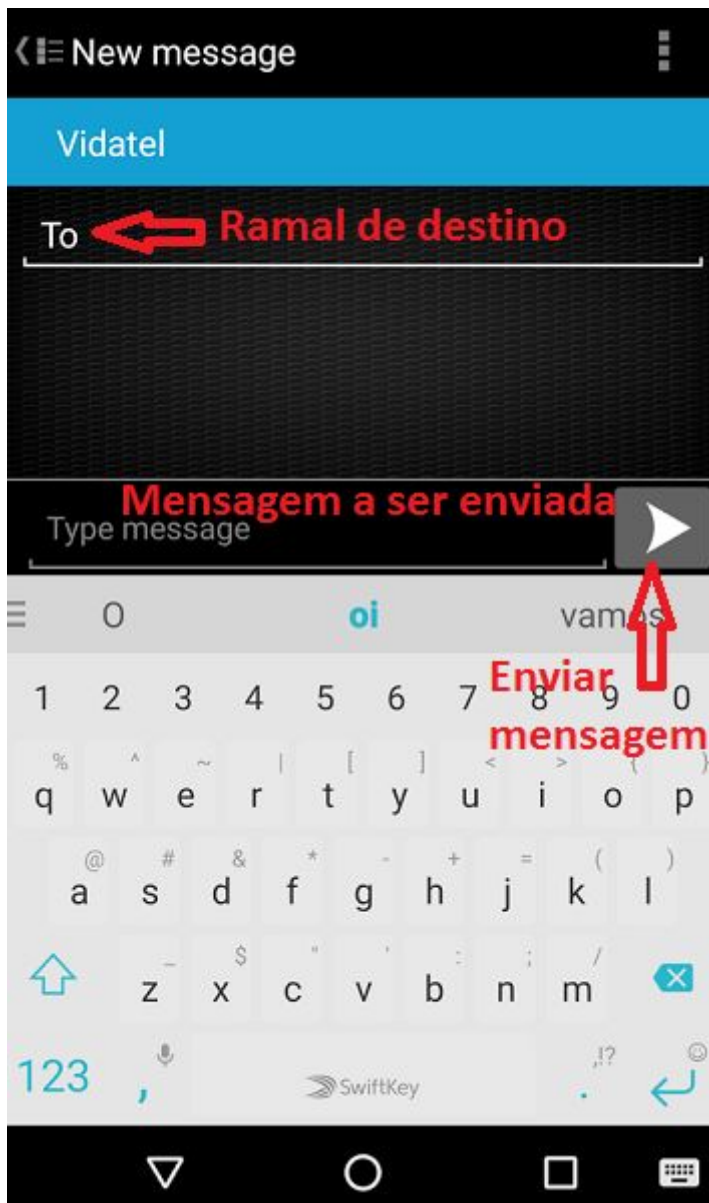 New message
Vidatel
To
Ramal de destino
Mensagem a ser enviada
Type message
O oi vamos
Enviar
mensagem
1 2 3 4 5 6 7 8 9 0
% ^ ~ | [ ] < > { }
q w e r t y u i o p
@ # & * - + = ( )
a s d f g h j k l
_ $ " ' : ; /
z x c v b n m
123 , SwiftKey . ,!?